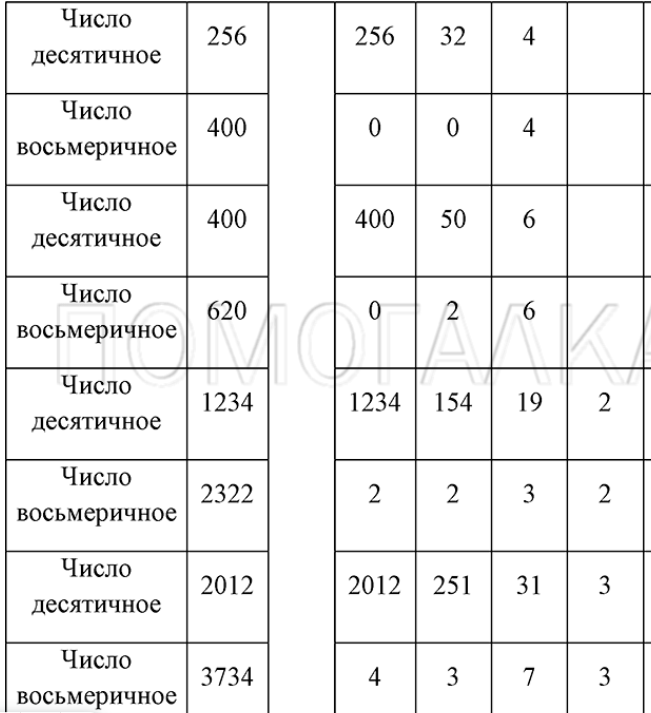 Число
десятичное 256 256 32 4
Число
восьмеричное 400 0 0 4
Число
десятичное 400 400 50 6
Число
восьмеричное 620 0 2 6
ПОМОГАЛКА
Число
десятичное 1234 1234 154 19 2
Число
восьмеричное 2322 2 2 3 2
Число
десятичное 2012 2012 251 31 3
Число
восьмеричное 3734 4 3 7 3